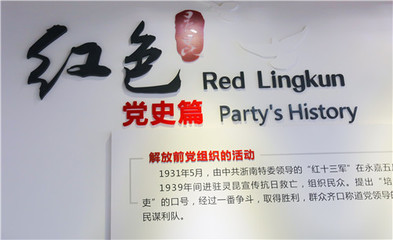 红色
Red Lingkun
党史篇 Party's History
解放前党组织的活动
1931年5月，由中共浙南特委领导的“红十三军”在永嘉五
1939年间进驻灵昆宣传抗日救亡，组织民众。提出“培
吏”的口号，经过一番争斗，取得胜利，群众齐口称道党领导的
民谋利队。